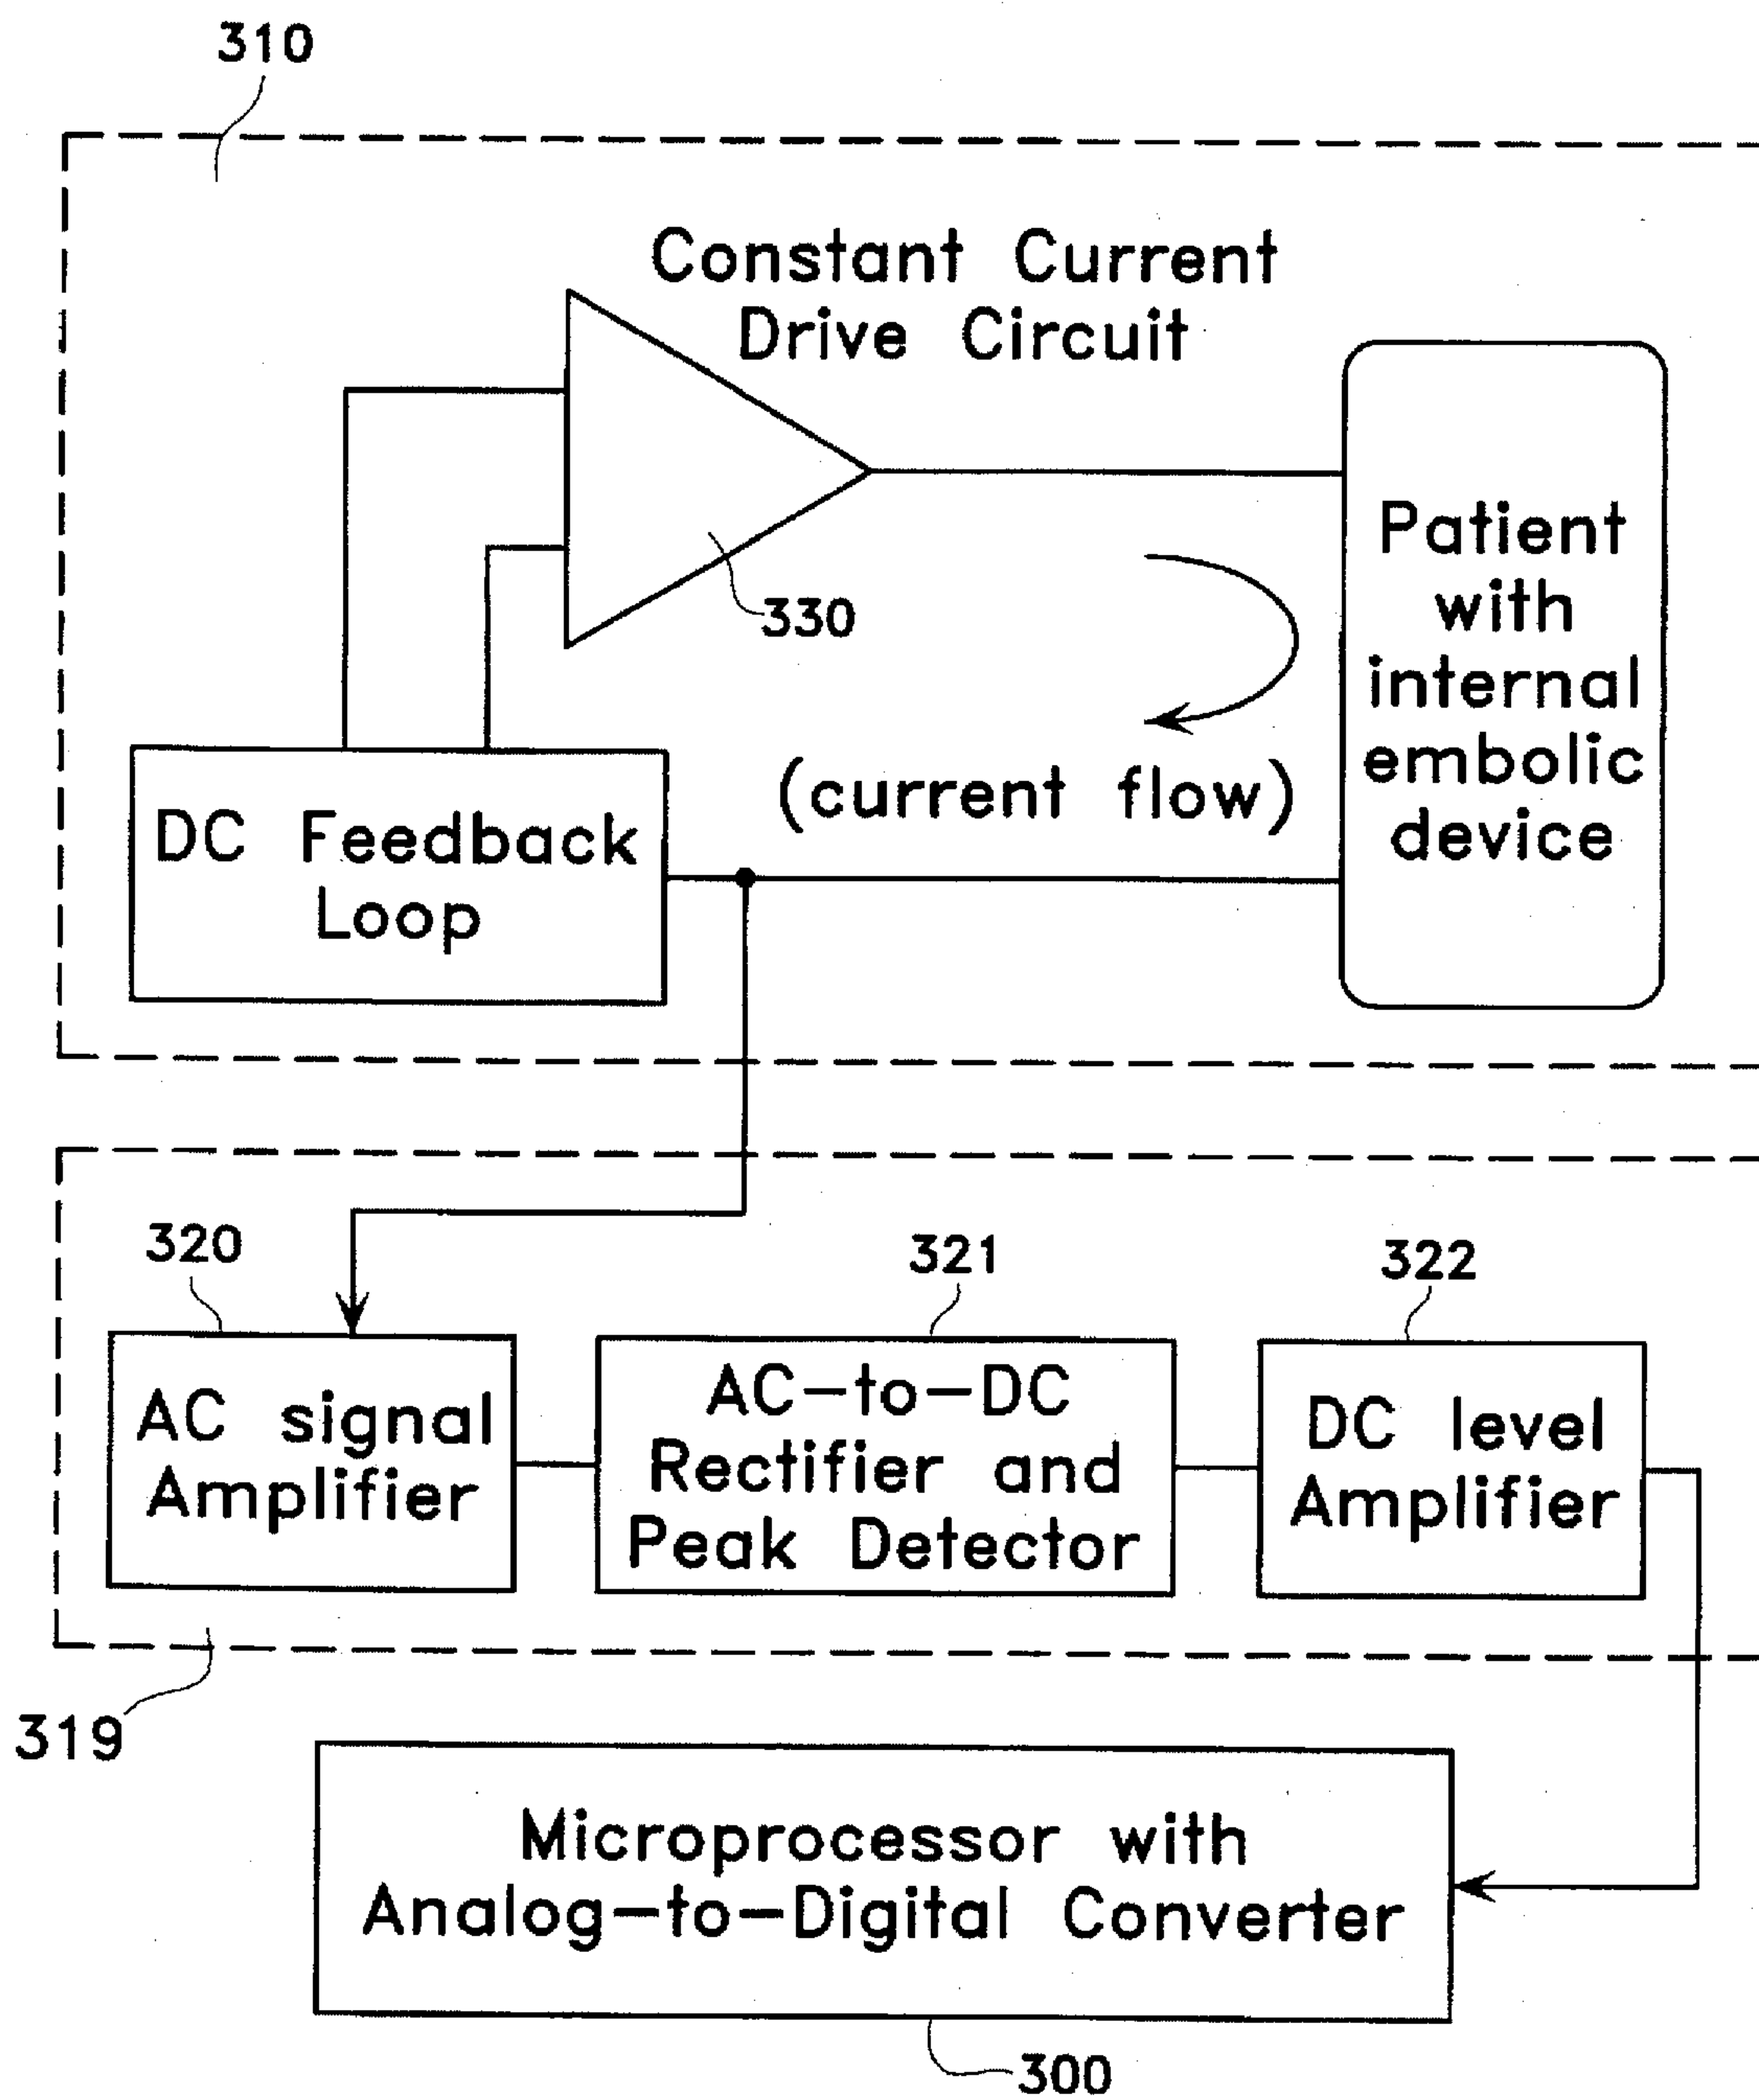 310
Constant Current
Drive Circuit
330
Patient
with
internal
embolic
device
(current flow)
DC Feedback
Loop
320
321
322
AC signal
Amplifier
AC-to-DC
Rectifier and
Peak Detector
DC level
Amplifier
319
Microprocessor with
Analog-to-Digital Converter
300